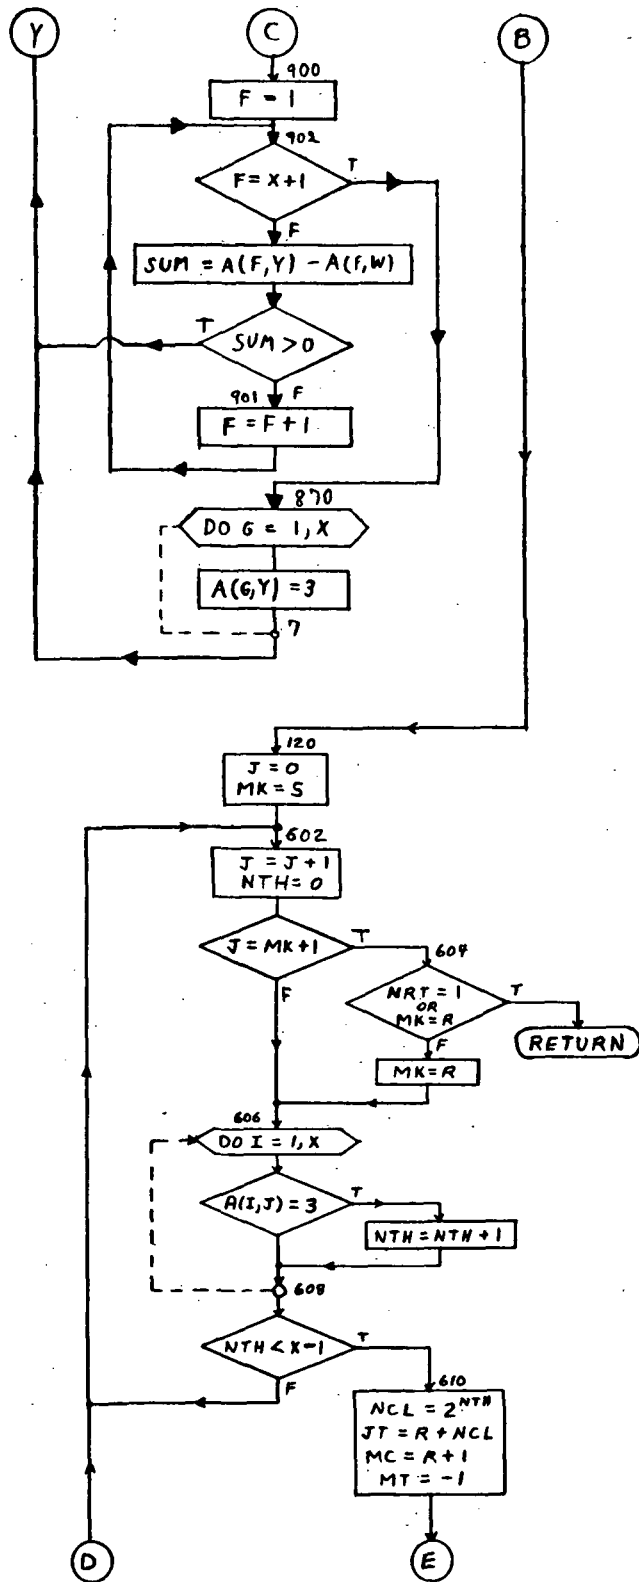 Y
C
B
900
F = 1
902
F = X+1
T
F
SUM = A(F,Y) - A(F,W)
T
SUM > 0
901
F
F = F+1
870
DO G = 1, X
A(G,Y) = 3
7
120
J = 0
MK = S
602
J = J+1
NTH = 0
J = MK+1
T
604
F
NRT = 1
OR
MK = R
T
F
RETURN
MK = R
606
DO I = 1, X
A(I,J) = 3
T
NTH = NTH + 1
608
NTH < X-1
T
F
610
NCL = 2^NTH
JT = R + NCL
MC = R + 1
MT = -1
D
E